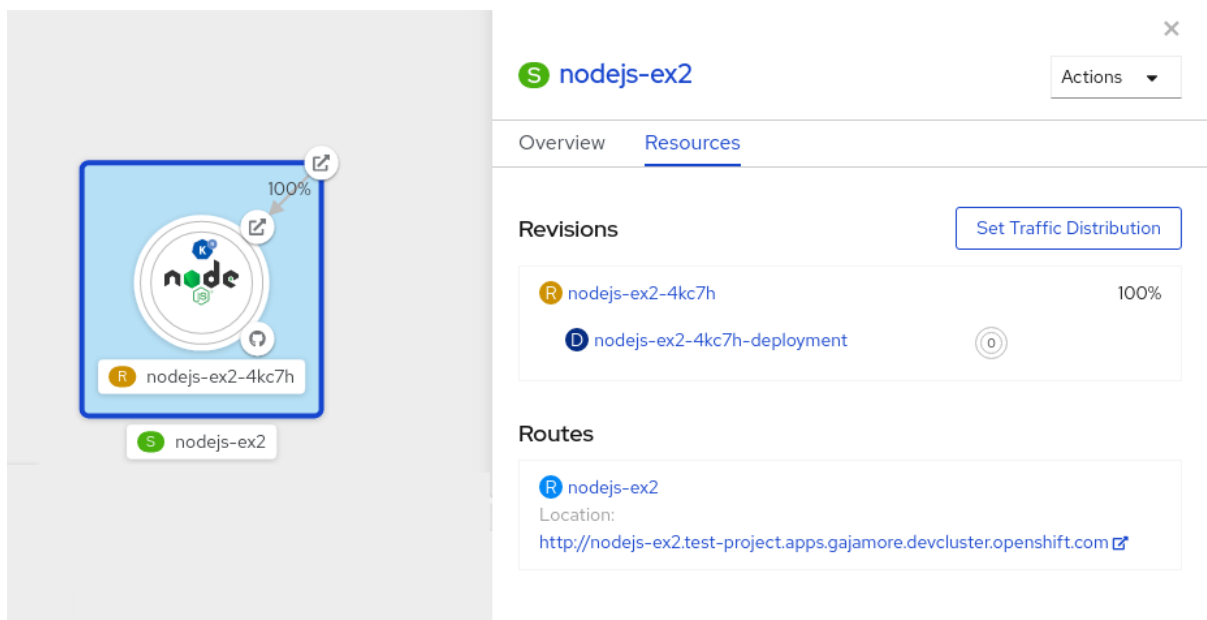 100%
K
node
JS
R nodejs-ex2-4kc7h
S nodejs-ex2
S nodejs-ex2
Actions
Overview Resources
Revisions
Set Traffic Distribution
R nodejs-ex2-4kc7h 100%
D nodejs-ex2-4kc7h-deployment 0
Routes
R nodejs-ex2
Location:
http://nodejs-ex2.test-project.apps.gajamore.devcluster.openshift.com